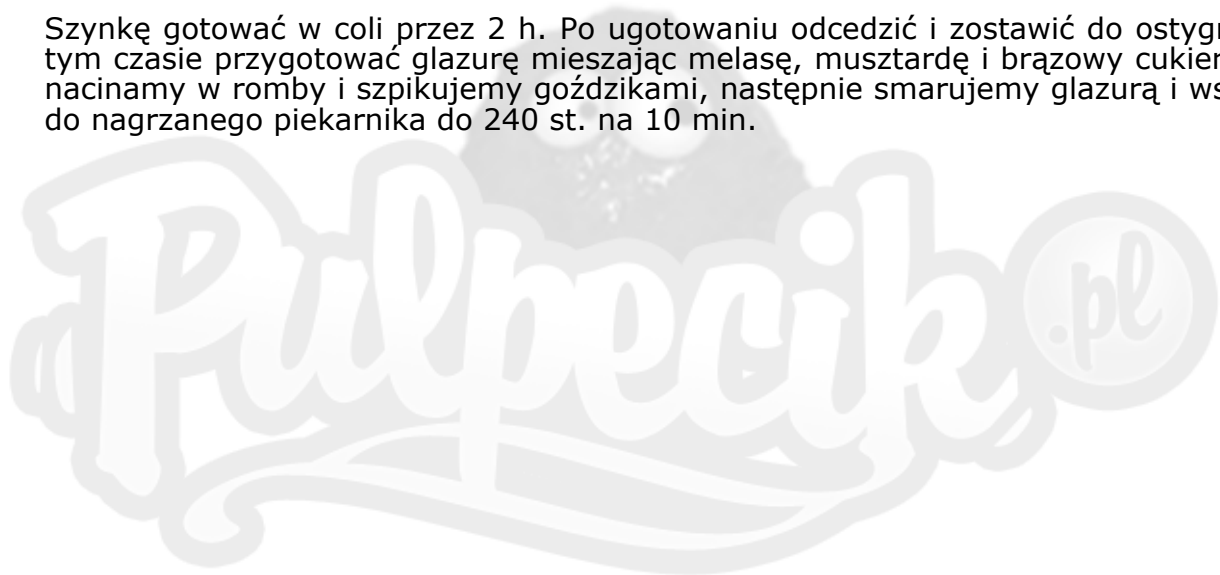 Szynkę gotować w coli przez 2 h. Po ugotowaniu odcedzić i zostawić do
tym czasie przygotować glazurę mieszając melasę, musztardę i brązowy cukier
nacinamy w romby i szpikujemy goździkami, następnie smarujemy glazurą i
do nagrzanego piekarnika do 240 st. na 10 min.
Pulpecik.pl